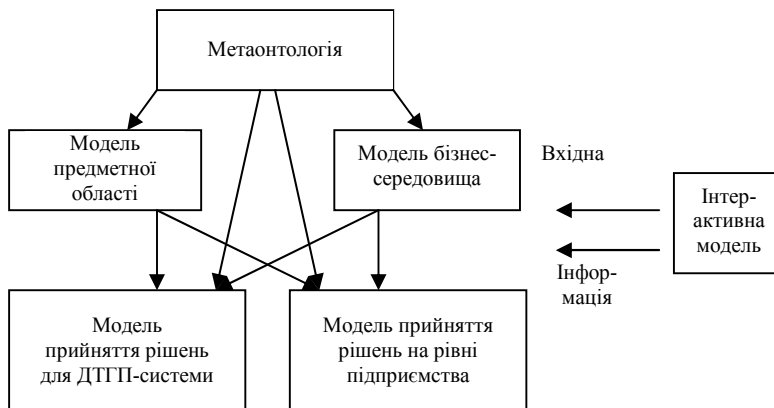 Метаонтологія
Модель
предметної
області
Модель бізнес-
середовища
Вхідна
Інтер-
активна
модель
Інфор-
мація
Модель
прийняття рішень
для ДТГП-системи
Модель прийняття
рішень на рівні
підприємства